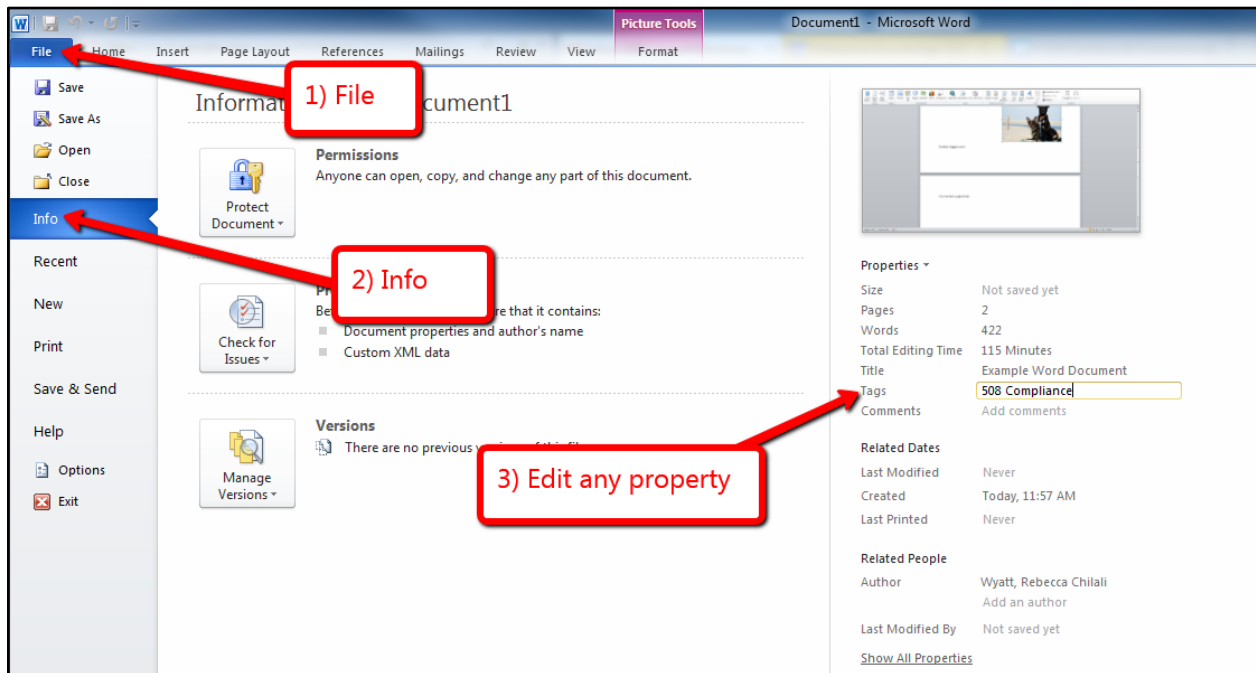 Picture Tools
Document1 - Microsoft Word
File Home Insert Page Layout References Mailings Review View Format
Save
Save As
Open
Close
Info
Recent
New
Print
Save & Send
Help
Options
Exit
1) File
2) Info
3) Edit any property
Informat cument1
Protect
Document
Permissions
Anyone can open, copy, and change any part of this document.
Check for
Issues
re that it contains:
Document properties and author's name
Custom XML data
Manage
Versions
Versions
There are no previous
Properties
Size Not saved yet
Pages 2
Words 422
Total Editing Time 115 Minutes
Title Example Word Document
Tags 508 Compliance
Comments Add comments
Related Dates
Last Modified Never
Created Today, 11:57 AM
Last Printed Never
Related People
Author Wyatt, Rebecca Chilali
Add an author
Last Modified By Not saved yet
Show All Properties